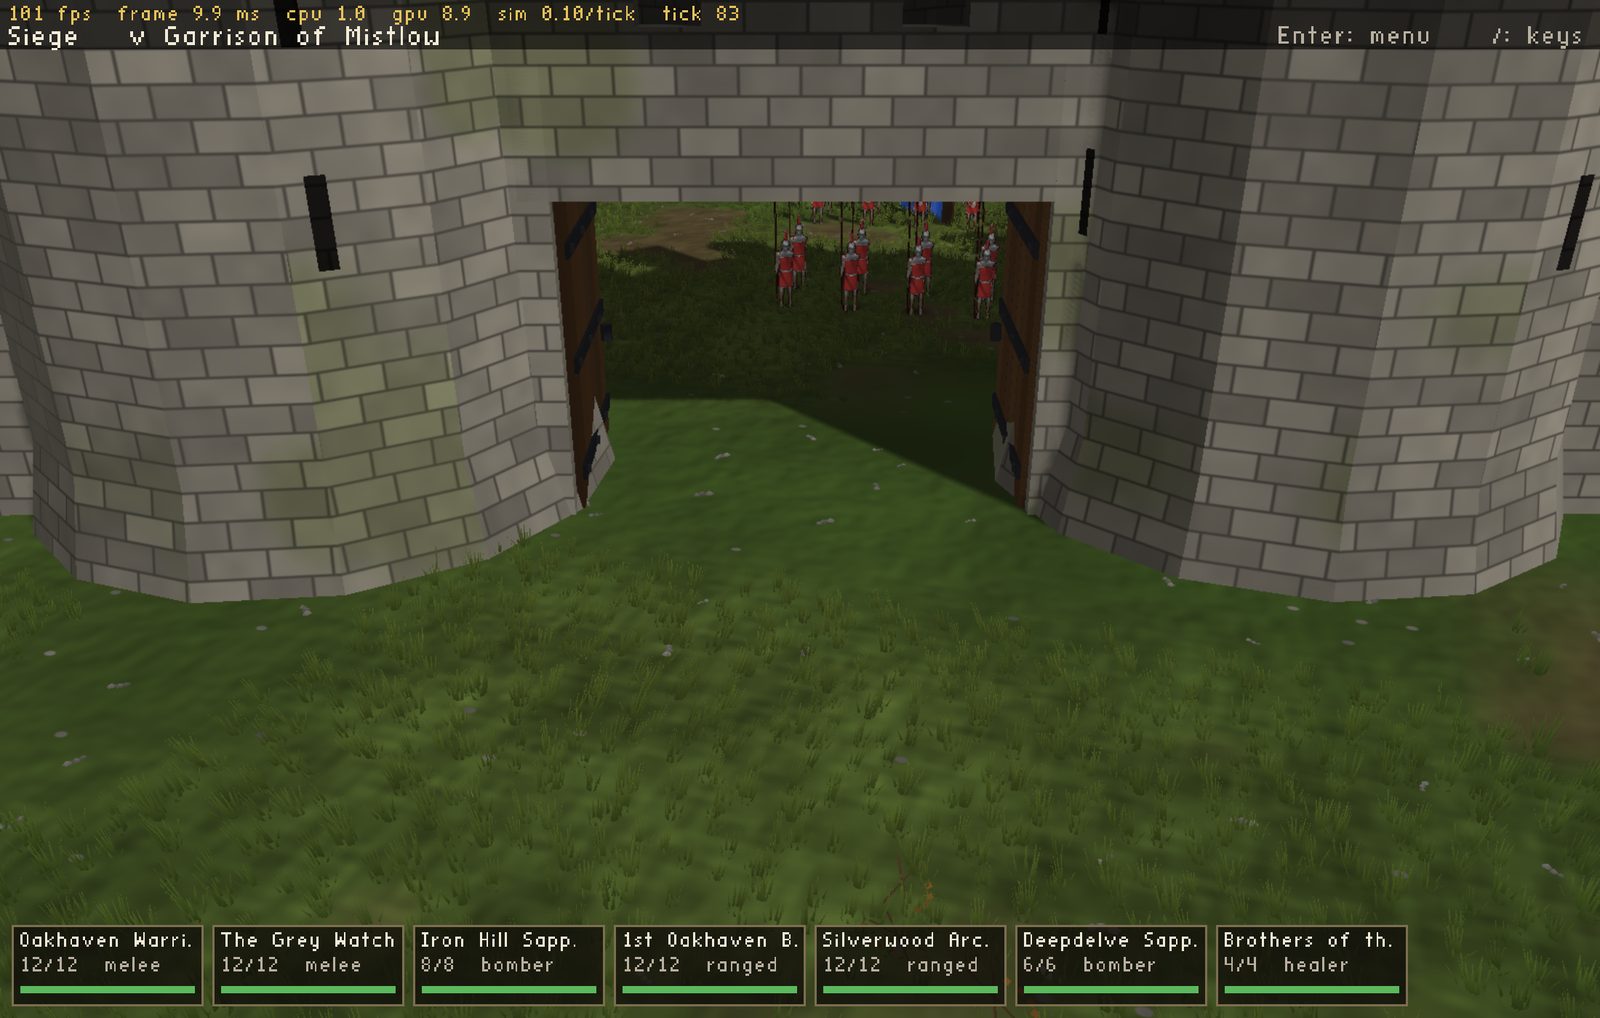 101 fps frame 9.9 ms cpu 1.0 gpu 8.9 sim 0.10/tick tick 83
Siege v Garrison of Mistlow
Enter: menu /: keys
Oakhaven Warri.
12/12 melee
The Grey Watch
12/12 melee
Iron Hill Sapp.
8/8 bomber
1st Oakhaven B.
12/12 ranged
Silverwood Arc.
12/12 ranged
Deepdelve Sapp.
6/6 bomber
Brothers of th.
4/4 healer